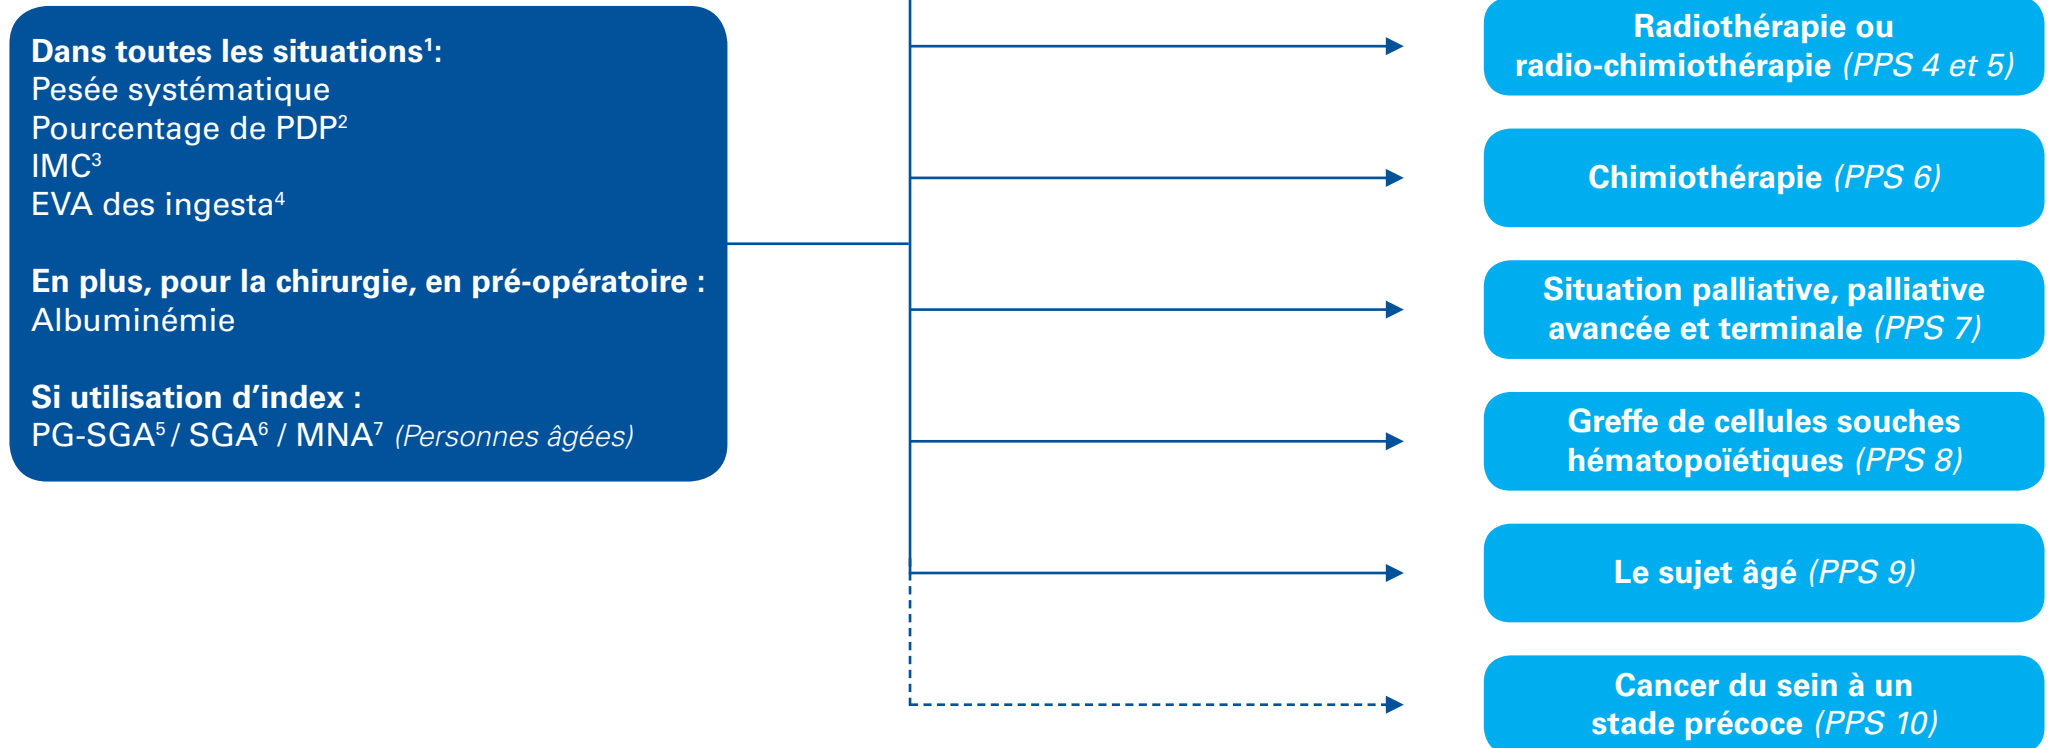 Dans toutes les situations¹:
Pesée systématique
Pourcentage de PDP²
IMC³
EVA des ingesta⁴
En plus, pour la chirurgie, en pré-opératoire :
Albuminémie
Si utilisation d’index :
PG-SGA⁵ / SGA⁶ / MNA⁷ (Personnes âgées)
Radiothérapie ou
radio-chimiothérapie (PPS 4 et 5)
Chimiothérapie (PPS 6)
Situation palliative, palliative
avancée et terminale (PPS 7)
Greffe de cellules souches
hématopoïétiques (PPS 8)
Le sujet âgé (PPS 9)
Cancer du sein à un
stade précoce (PPS 10)